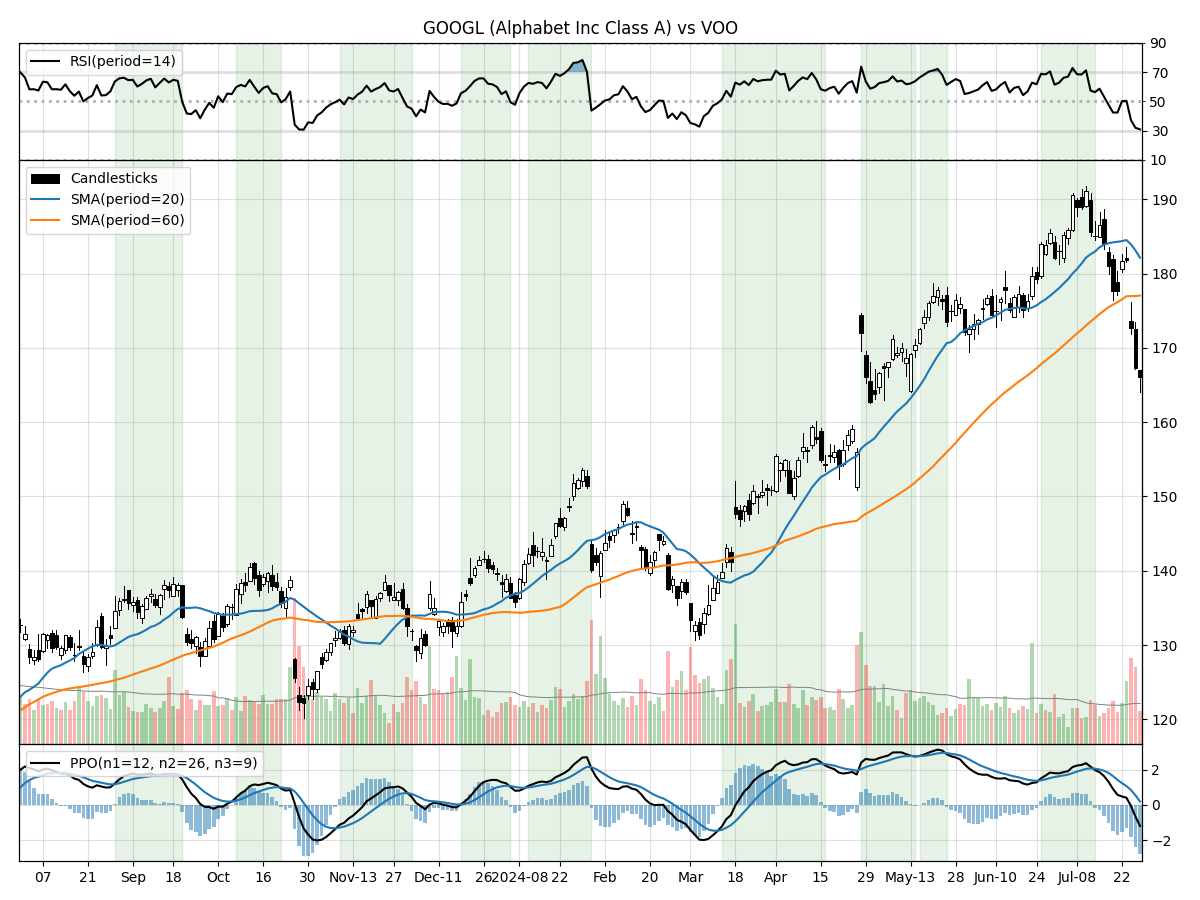 GOOGL (Alphabet Inc Class A) vs VOO
RSI(period=14)
90
70
50
30
10
Candlesticks
SMA(period=20)
SMA(period=60)
190
180
170
160
150
140
130
120
PPO(n1=12, n2=26, n3=9)
2
0
−2
07 21 Sep 18 Oct 16 30 Nov-13 27 Dec-11 26 2024-08 22 Feb 20 Mar 18 Apr 15 29 May-13 28 Jun-10 24 Jul-08 22